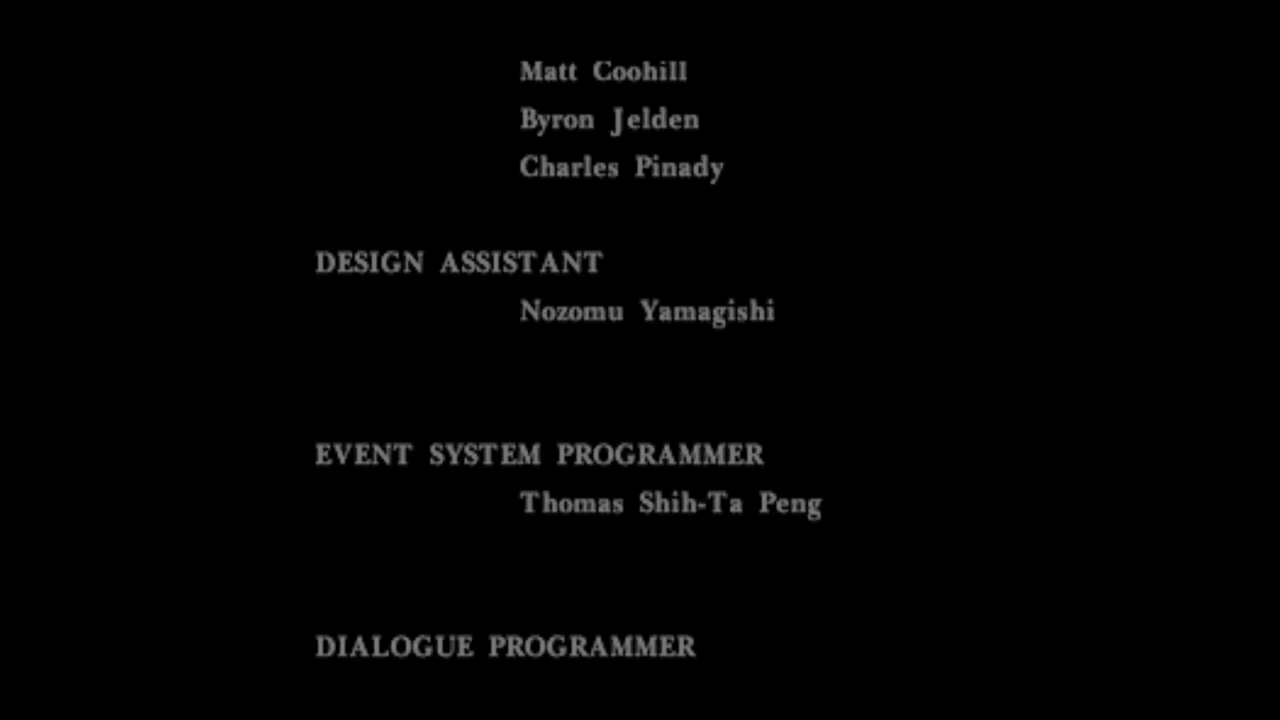 Matt Coohill
Byron Jelden
Charles Pinady
DESIGN ASSISTANT
Nozomu Yamagishi
EVENT SYSTEM PROGRAMMER
Thomas Shih-Ta Peng
DIALOGUE PROGRAMMER